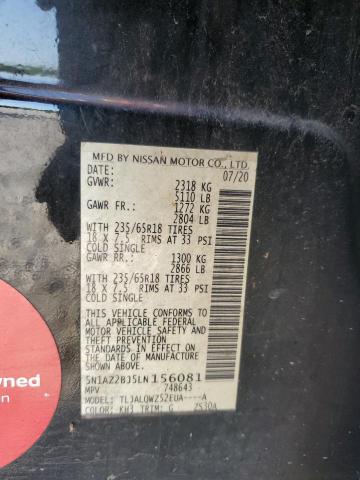 MFD BY NISSAN MOTOR CO., LTD.
DATE: 07/20
GVWR: 2318 KG
5110 LB
GAWR FR.: 1272 KG
2804 LB
WITH 235/65R18 TIRES
18 X 7.5 RIMS AT 33 PSI
COLD SINGLE
GAWR RR.: 1300 KG
2866 LB
WITH 235/65R18 TIRES
18 X 7.5 RIMS AT 33 PSI
COLD SINGLE
THIS VEHICLE CONFORMS TO ALL
APPLICABLE U.S. FEDERAL MOTOR
VEHICLE SAFETY AND BUMPER
THEFT PREVENTION STANDARDS
IN EFFECT ON THE DATE OF
MANUFACTURE SHOWN ABOVE.
5N1AZ2BJ5LN156081
MPV 748643
MODEL: TLJALQWZ52EUA----A
COLOR: KH3 TRIM: G Z530A
wned
on